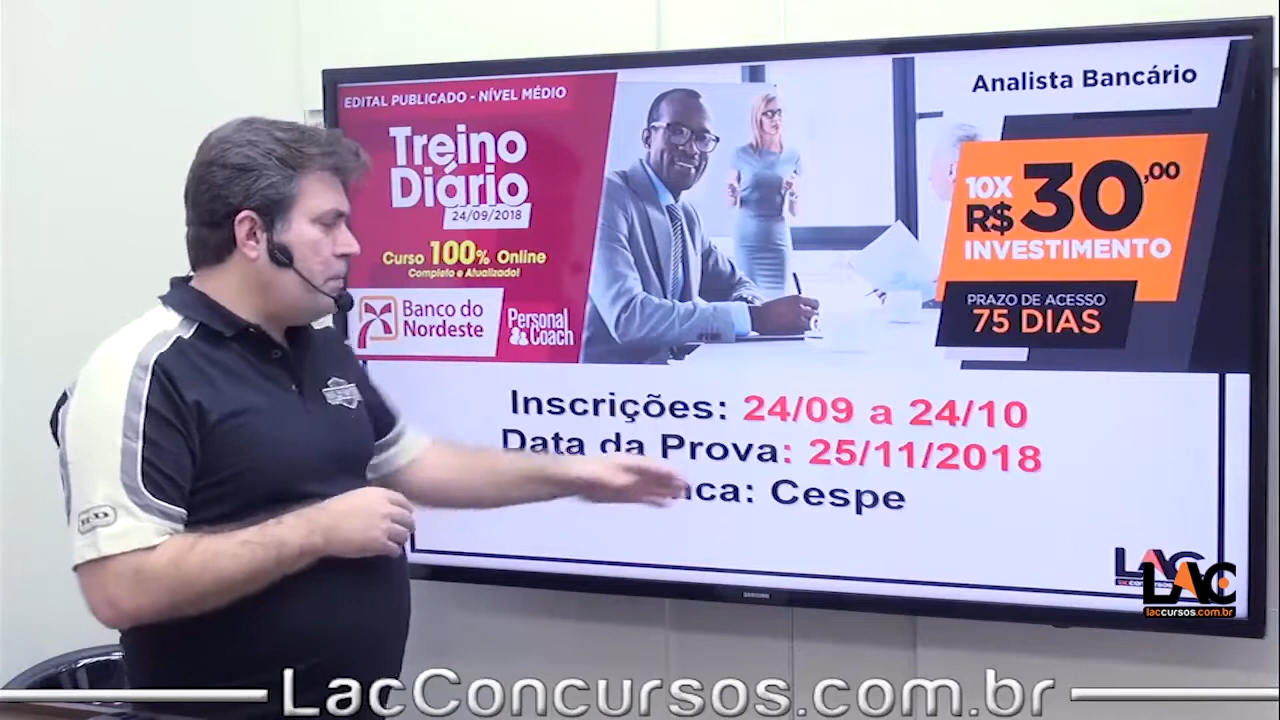 EDITAL PUBLICADO - NÍVEL MÉDIO
Treino
Diário
24/09/2018
Curso 100% Online
Completo e Atualizado!
Banco do
Nordeste
Personal
Coach
Analista Bancário
10X
R$ 30,00
INVESTIMENTO
PRAZO DE ACESSO
75 DIAS
Inscrições: 24/09 a 24/10
Data da Prova: 25/11/2018
Cespe
LAC
laccursos.com.br
LacConcursos.com.br